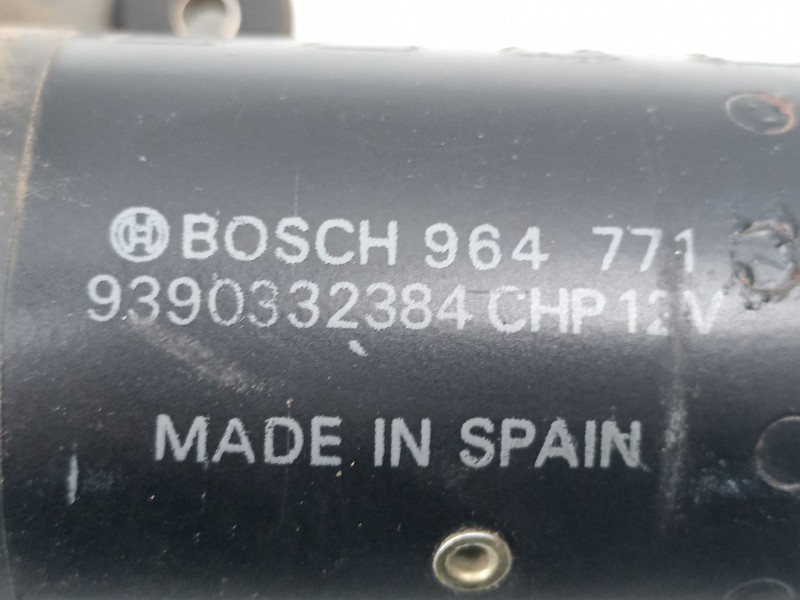 BOSCH 964 771
9390332384 CHP 12V
MADE IN SPAIN